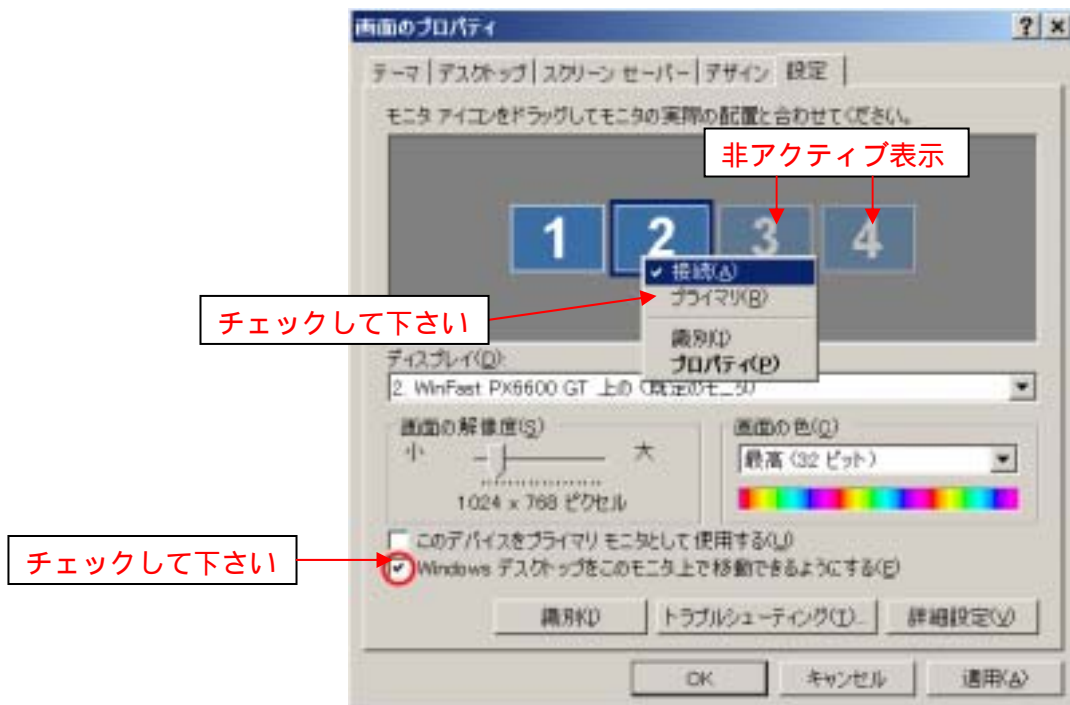 画面のプロパティ
テーマ デスクトップ スクリーン セーバー デザイン 設定
モニタ アイコンをドラッグしてモニタの実際の配置と合わせてください。
非アクティブ表示
1 2 3 4
✓ 接続(A)
プライマリ(R)
チェックして下さい
識別(I)
プロパティ(P)
ディスプレイ(D):
2. WinFast PX6600 GT 上の (既定のモニタ)
画面の解像度(S)
小 大
1024 x 768 ピクセル
画面の色(C)
最高 (32 ビット)
このデバイスをプライマリ モニタとして使用する(U)
チェックして下さい
Windows デスクトップをこのモニタ上で移動できるようにする(E)
識別(I) トラブルシューティング(T)... 詳細設定(V)
OK キャンセル 適用(A)